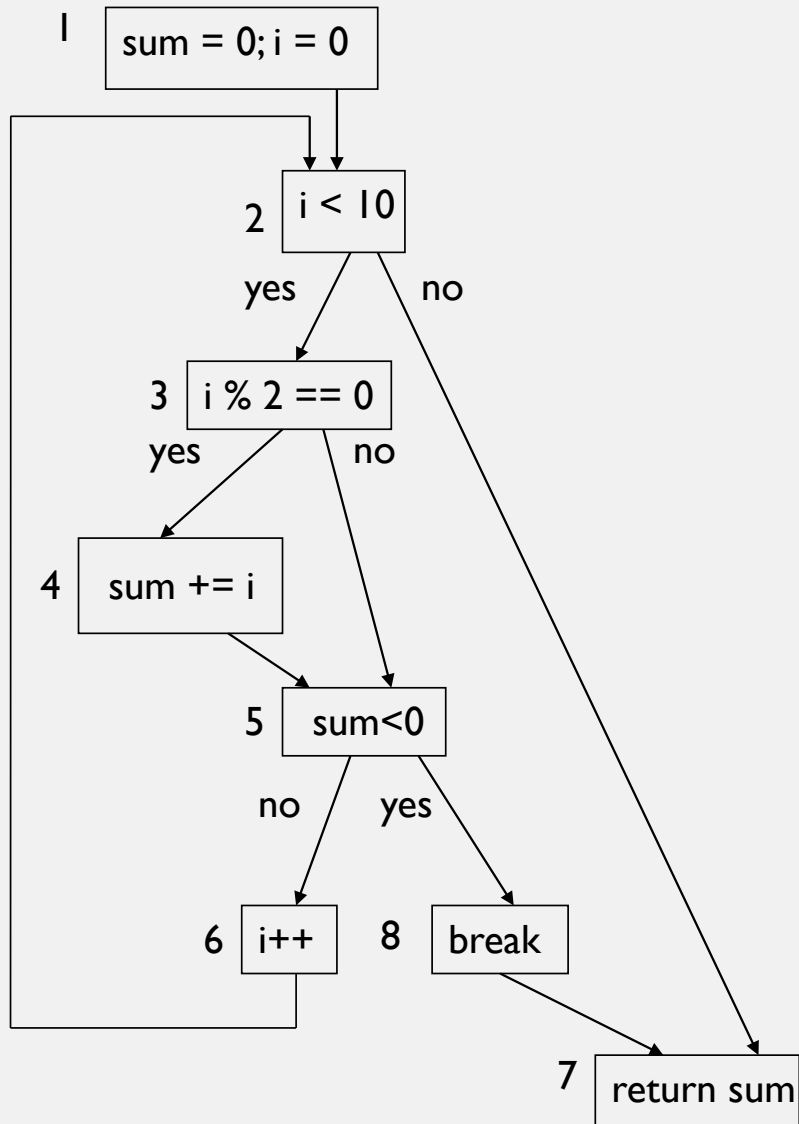 1
sum = 0; i = 0
2
i < 10
yes
no
3
i % 2 == 0
yes
no
4
sum += i
5
sum<0
no
yes
6
i++
8
break
7
return sum